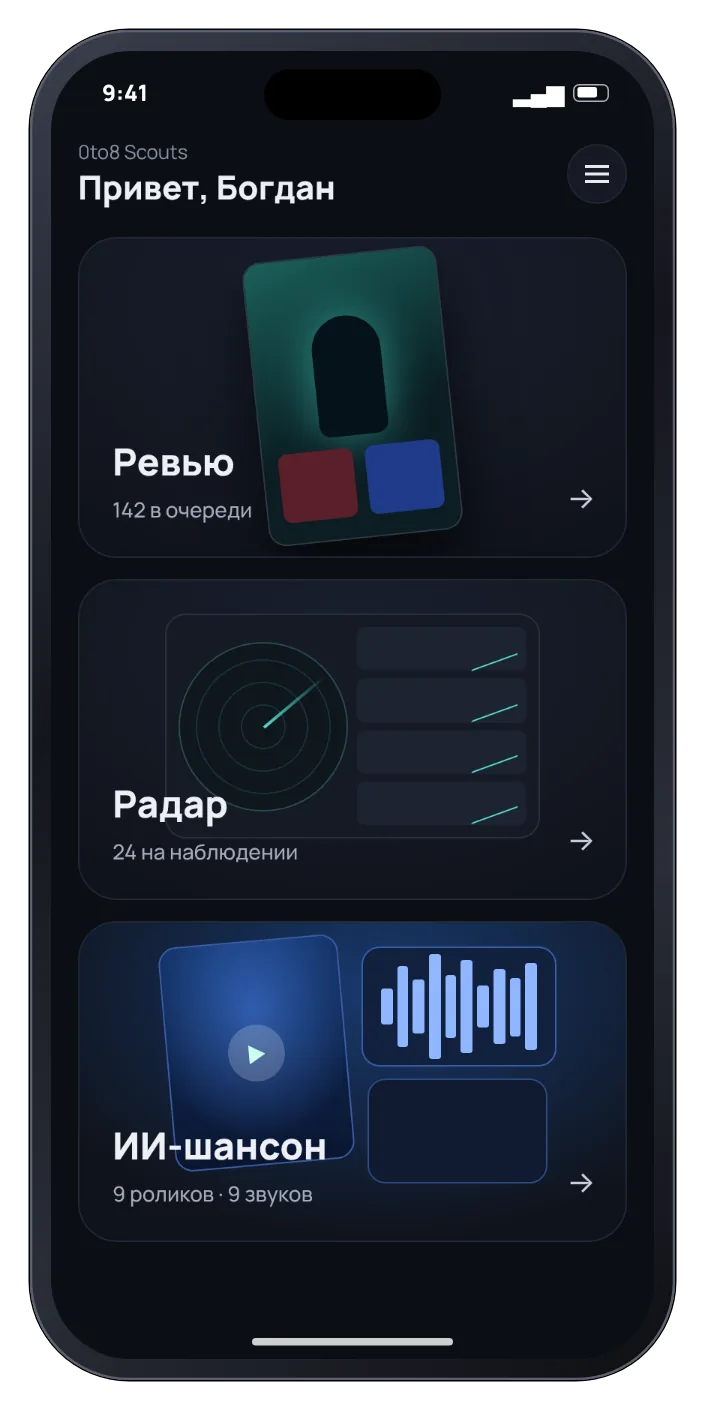 9:41
0to8 Scouts
Привет, Богдан
Ревью
142 в очереди
Радар
24 на наблюдении
ИИ-шансон
9 роликов · 9 звуков